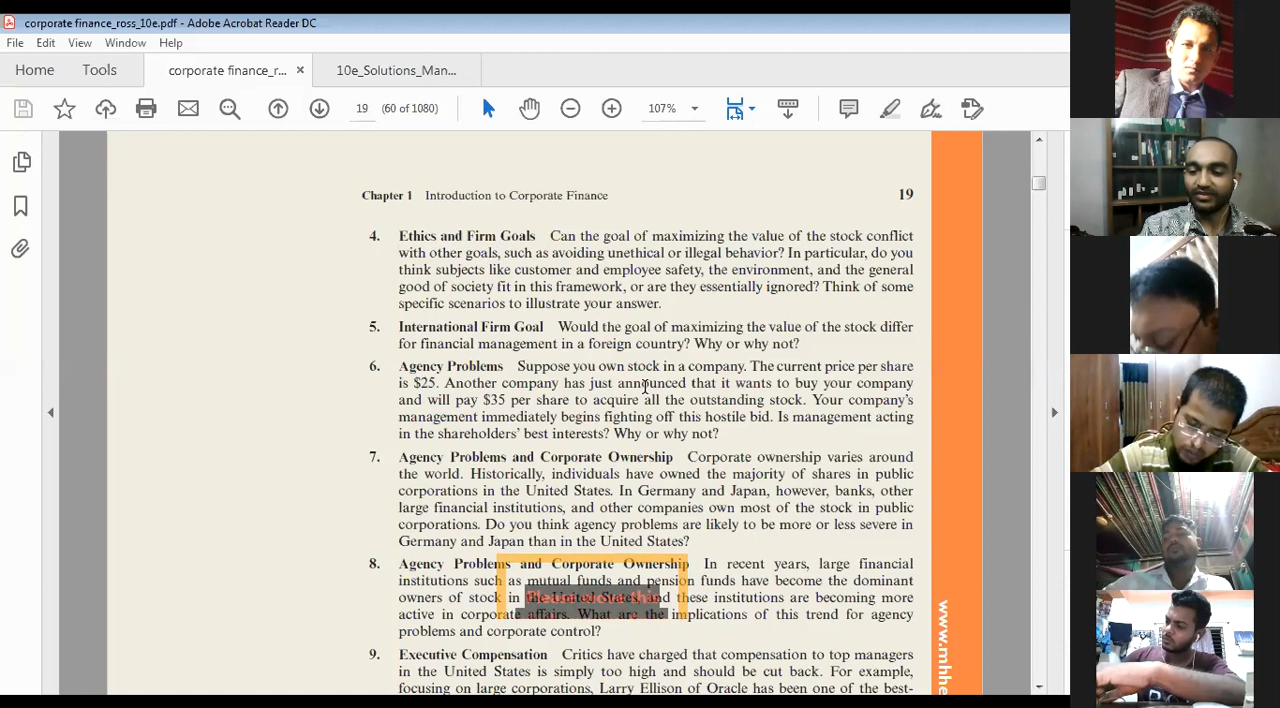 corporate finance_ross_10e.pdf - Adobe Acrobat Reader DC
File Edit View Window Help
Home Tools corporate finance_r... × 10e_Solutions_Man...
19 (60 of 1080) 107%
Chapter 1 Introduction to Corporate Finance 19
4. Ethics and Firm Goals Can the goal of maximizing the value of the stock conflict
with other goals, such as avoiding unethical or illegal behavior? In particular, do you
think subjects like customer and employee safety, the environment, and the general
good of society fit in this framework, or are they essentially ignored? Think of some
specific scenarios to illustrate your answer.
5. International Firm Goal Would the goal of maximizing the value of the stock differ
for financial management in a foreign country? Why or why not?
6. Agency Problems Suppose you own stock in a company. The current price per share
is $25. Another company has just announced that it wants to buy your company
and will pay $35 per share to acquire all the outstanding stock. Your company's
management immediately begins fighting off this hostile bid. Is management acting
in the shareholders' best interests? Why or why not?
7. Agency Problems and Corporate Ownership Corporate ownership varies around
the world. Historically, individuals have owned the majority of shares in public
corporations in the United States. In Germany and Japan, however, banks, other
large financial institutions, and other companies own most of the stock in public
corporations. Do you think agency problems are likely to be more or less severe in
Germany and Japan than in the United States?
8. Agency Problems and Corporate Ownership In recent years, large financial
institutions such as mutual funds and pension funds have become the dominant
owners of stock in the United States, and these institutions are becoming more
active in corporate affairs. What are the implications of this trend for agency
problems and corporate control?
9. Executive Compensation Critics have charged that compensation to top managers
in the United States is simply too high and should be cut back. For example,
focusing on large corporations, Larry Ellison of Oracle has been one of the best-
www.mhhe